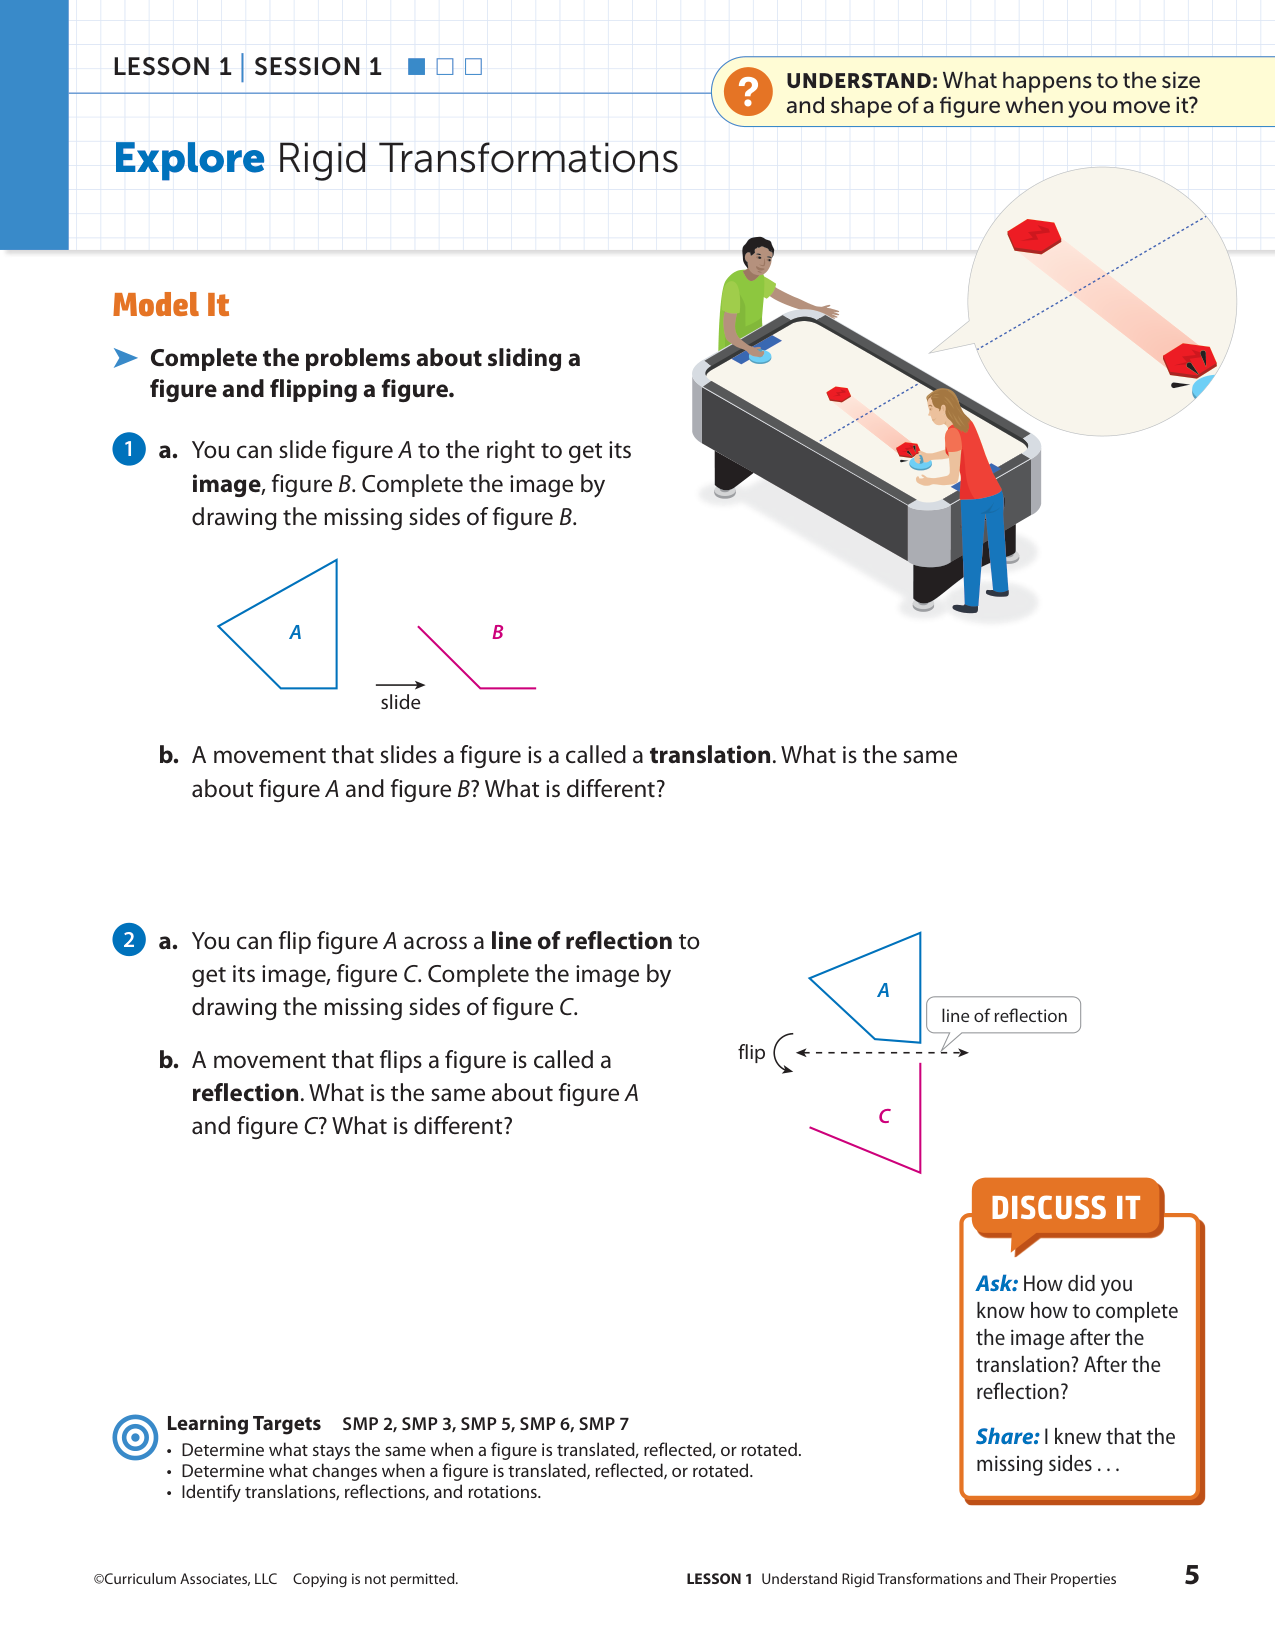 LESSON 1 | SESSION 1
? UNDERSTAND: What happens to the size
and shape of a figure when you move it?
Explore Rigid Transformations
Model It
Complete the problems about sliding a
figure and flipping a figure.
1 a. You can slide figure A to the right to get its
image, figure B. Complete the image by
drawing the missing sides of figure B.
A
B
slide
b. A movement that slides a figure is a called a translation. What is the same
about figure A and figure B? What is different?
2 a. You can flip figure A across a line of reflection to
get its image, figure C. Complete the image by
drawing the missing sides of figure C.
b. A movement that flips a figure is called a
reflection. What is the same about figure A
and figure C? What is different?
A
line of reflection
flip
C
DISCUSS IT
Ask: How did you
know how to complete
the image after the
translation? After the
reflection?
Share: I knew that the
missing sides . . .
Learning Targets SMP 2, SMP 3, SMP 5, SMP 6, SMP 7
• Determine what stays the same when a figure is translated, reflected, or rotated.
• Determine what changes when a figure is translated, reflected, or rotated.
• Identify translations, reflections, and rotations.
©Curriculum Associates, LLC Copying is not permitted.
LESSON 1 Understand Rigid Transformations and Their Properties 5